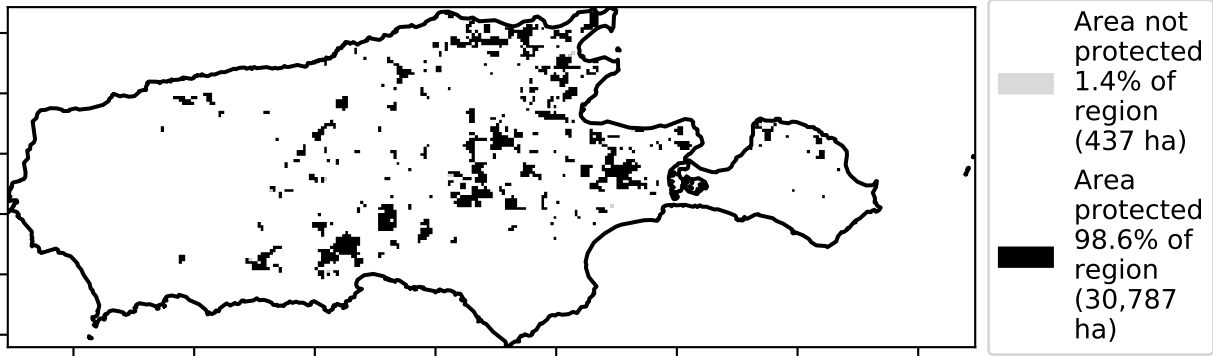 Area not
protected
1.4% of
region
(437 ha)
Area
protected
98.6% of
region
(30,787
ha)